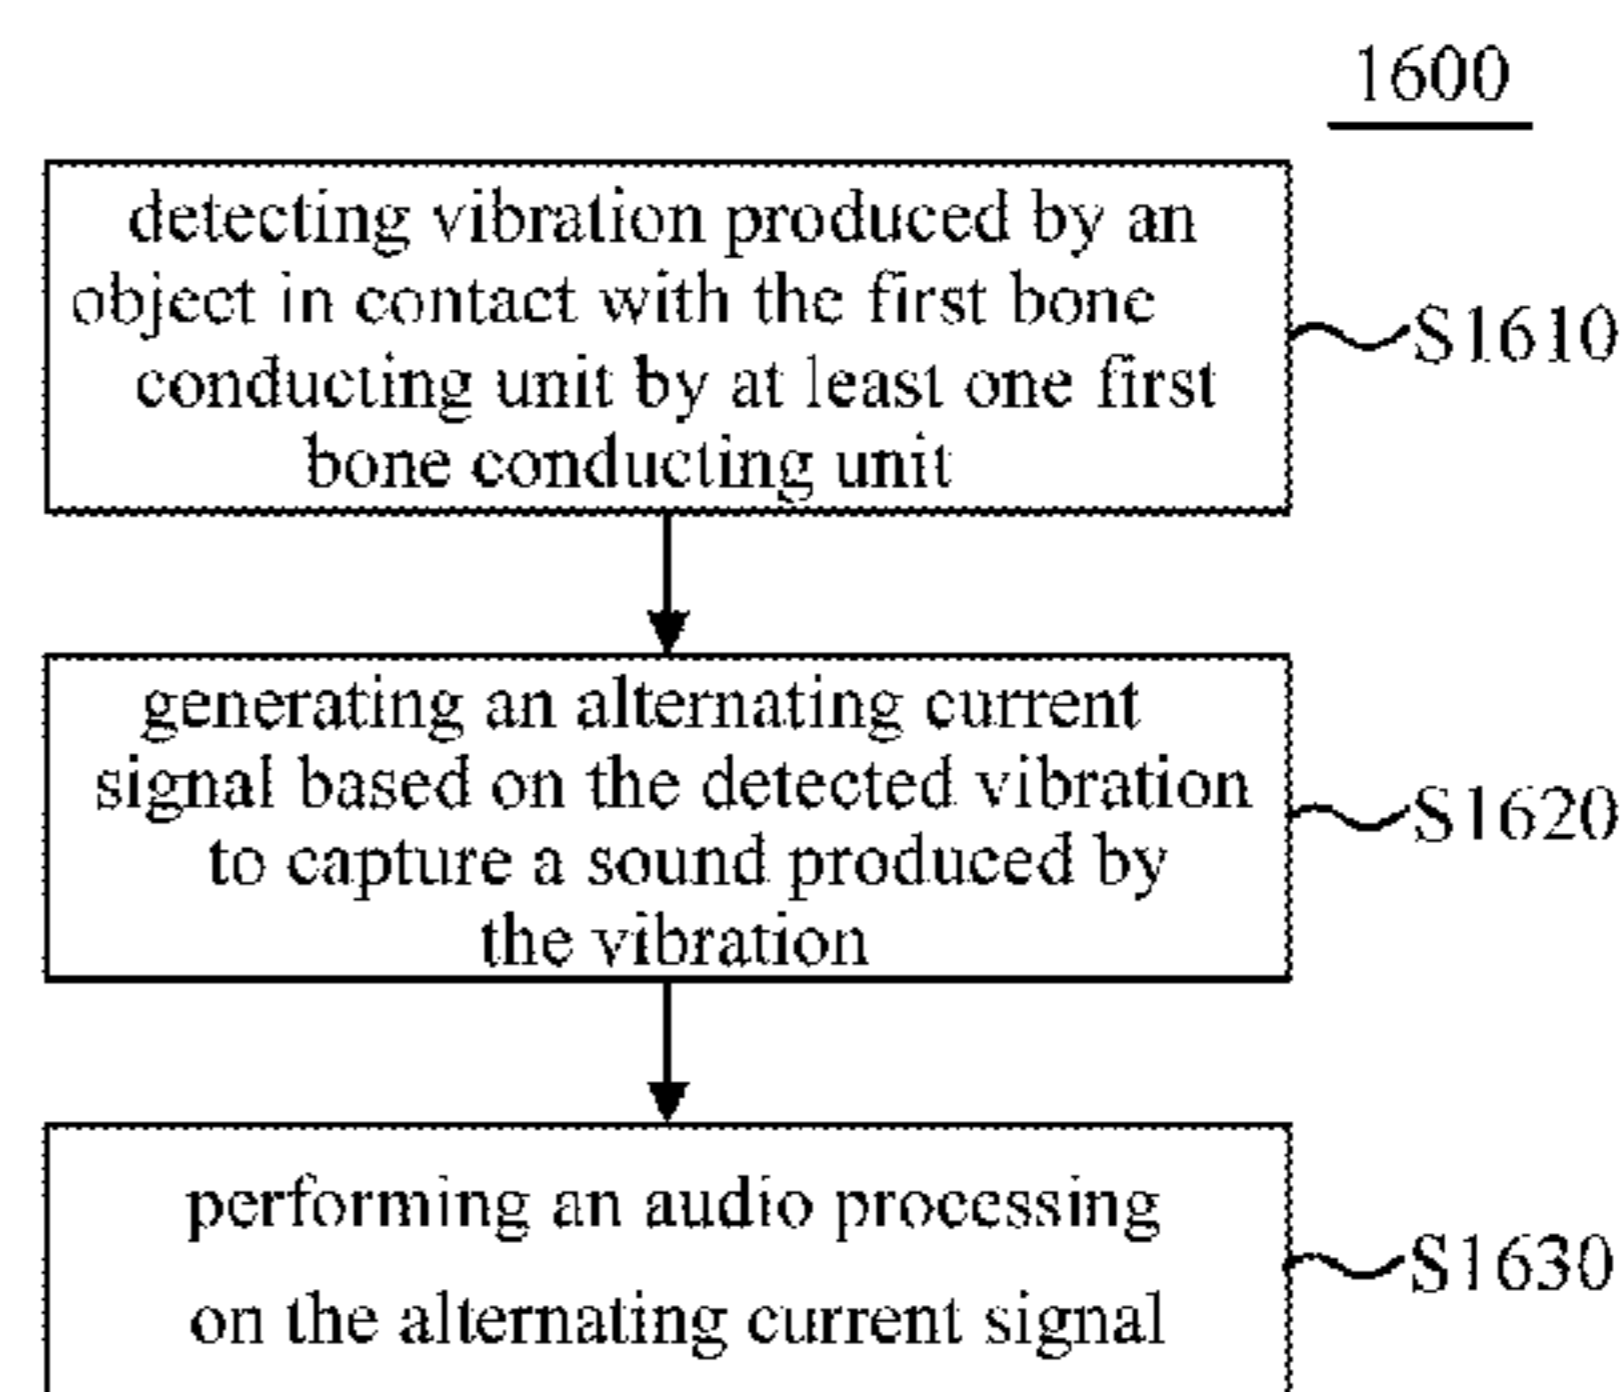 1600
detecting vibration produced by an
object in contact with the first bone
conducting unit by at least one first
bone conducting unit
S1610
generating an alternating current
signal based on the detected vibration
to capture a sound produced by
the vibration
S1620
performing an audio processing
on the alternating current signal
S1630